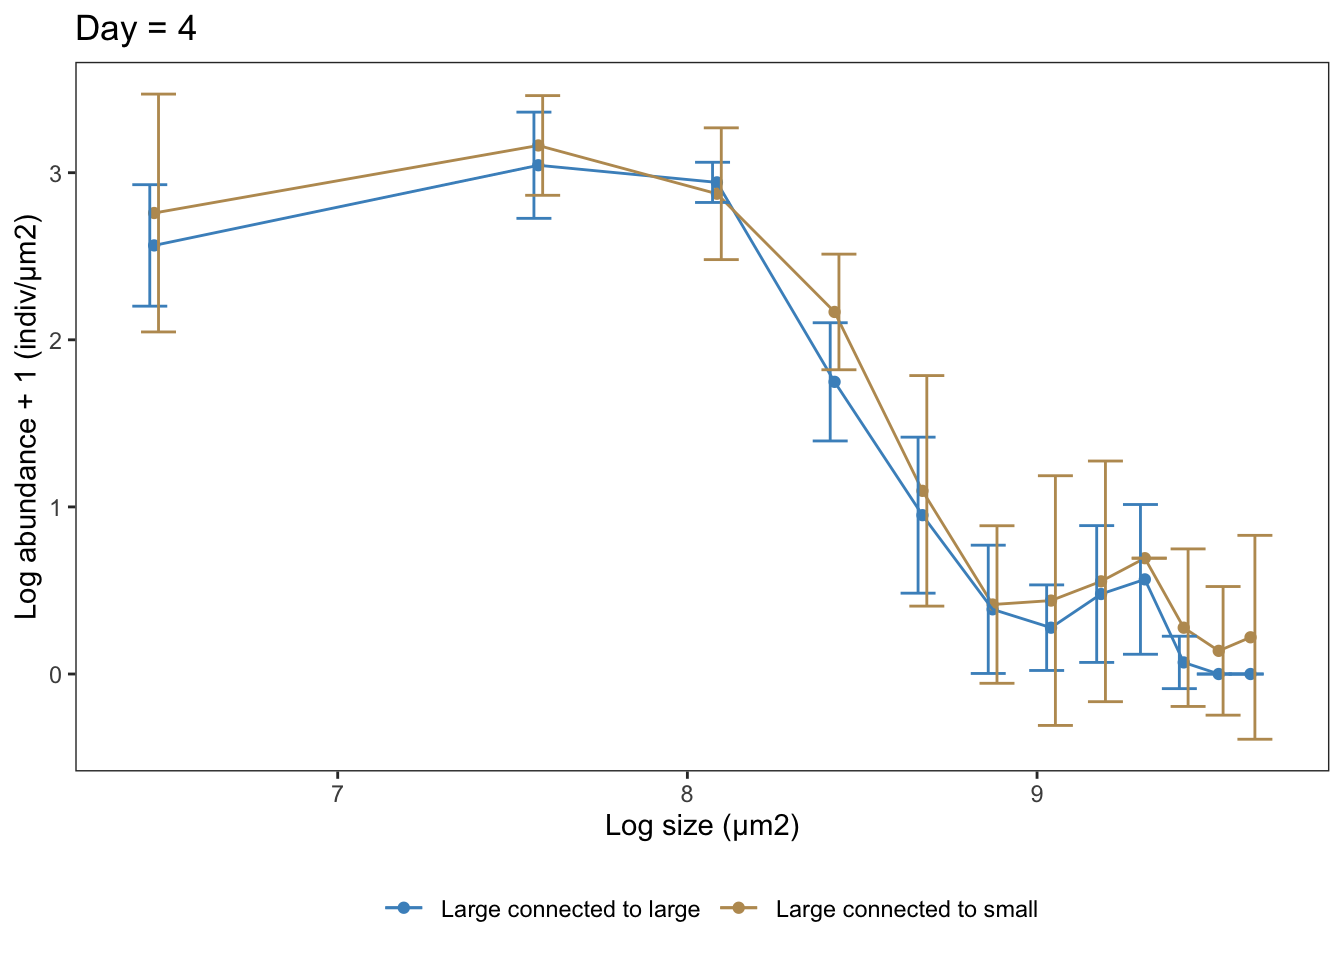 Day = 4
Log abundance + 1 (indiv/µm2)
3
2
1
0
7 8 9
Log size (µm2)
Large connected to large Large connected to small